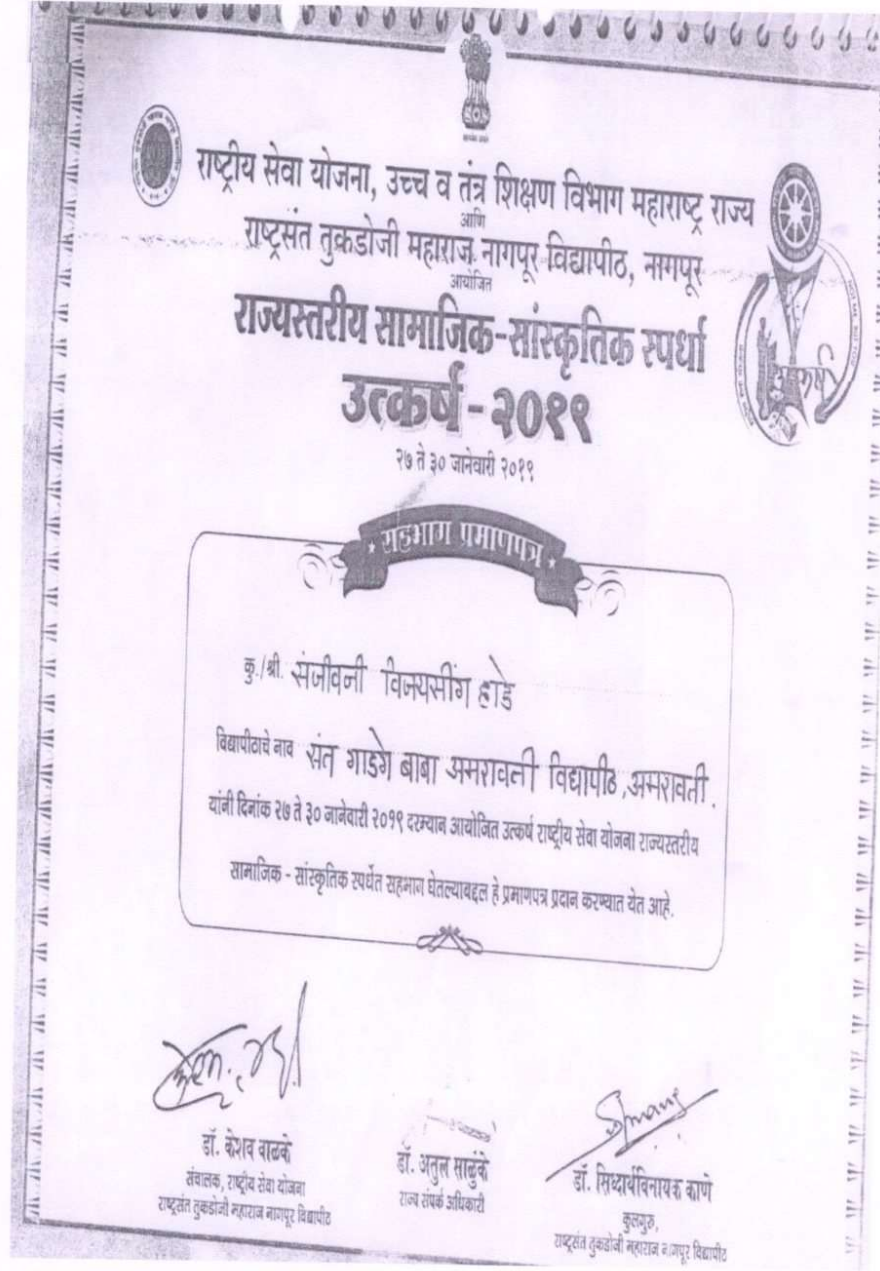 राष्ट्रीय सेवा योजना, उच्च व तंत्र शिक्षण विभाग महाराष्ट्र राज्य
आणि
राष्ट्रसंत तुकडोजी महाराज नागपूर विद्यापीठ, नागपूर
आयोजित
राज्यस्तरीय सामाजिक-सांस्कृतिक स्पर्धा
उत्कर्ष - २०१९
२७ ते ३० जानेवारी २०१९
सहभाग प्रमाणपत्र
कु./श्री. संजीवनी विजयसींग हाडे
विद्यापीठाचे नाव संत गाडगे बाबा अमरावती विद्यापीठ, अमरावती.
यांनी दिनांक २७ ते ३० जानेवारी २०१९ दरम्यान आयोजित उत्कर्ष राष्ट्रीय सेवा योजना राज्यस्तरीय
सामाजिक - सांस्कृतिक स्पर्धेत सहभाग घेतल्याबद्दल हे प्रमाणपत्र प्रदान करण्यात येत आहे.
डॉ. केशव वाळके
संचालक, राष्ट्रीय सेवा योजना
राष्ट्रसंत तुकडोजी महाराज नागपूर विद्यापीठ
डॉ. अतुल साळुंके
राज्य संपर्क अधिकारी
डॉ. सिध्दार्थविनायक काणे
कुलगुरु,
राष्ट्रसंत तुकडोजी महाराज नागपूर विद्यापीठ